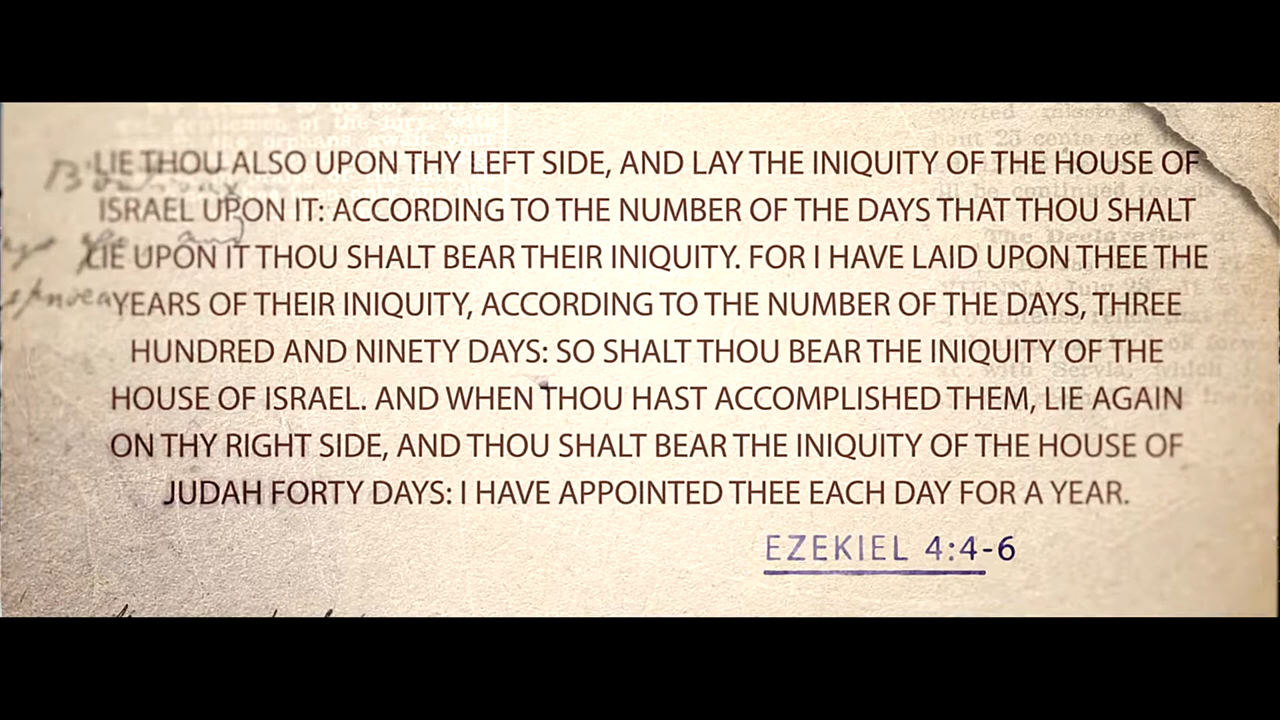 LIE THOU ALSO UPON THY LEFT SIDE, AND LAY THE INIQUITY OF THE HOUSE OF
ISRAEL UPON IT: ACCORDING TO THE NUMBER OF THE DAYS THAT THOU SHALT
LIE UPON IT THOU SHALT BEAR THEIR INIQUITY. FOR I HAVE LAID UPON THEE THE
YEARS OF THEIR INIQUITY, ACCORDING TO THE NUMBER OF THE DAYS, THREE
HUNDRED AND NINETY DAYS: SO SHALT THOU BEAR THE INIQUITY OF THE
HOUSE OF ISRAEL. AND WHEN THOU HAST ACCOMPLISHED THEM, LIE AGAIN
ON THY RIGHT SIDE, AND THOU SHALT BEAR THE INIQUITY OF THE HOUSE OF
JUDAH FORTY DAYS: I HAVE APPOINTED THEE EACH DAY FOR A YEAR.
EZEKIEL 4:4-6